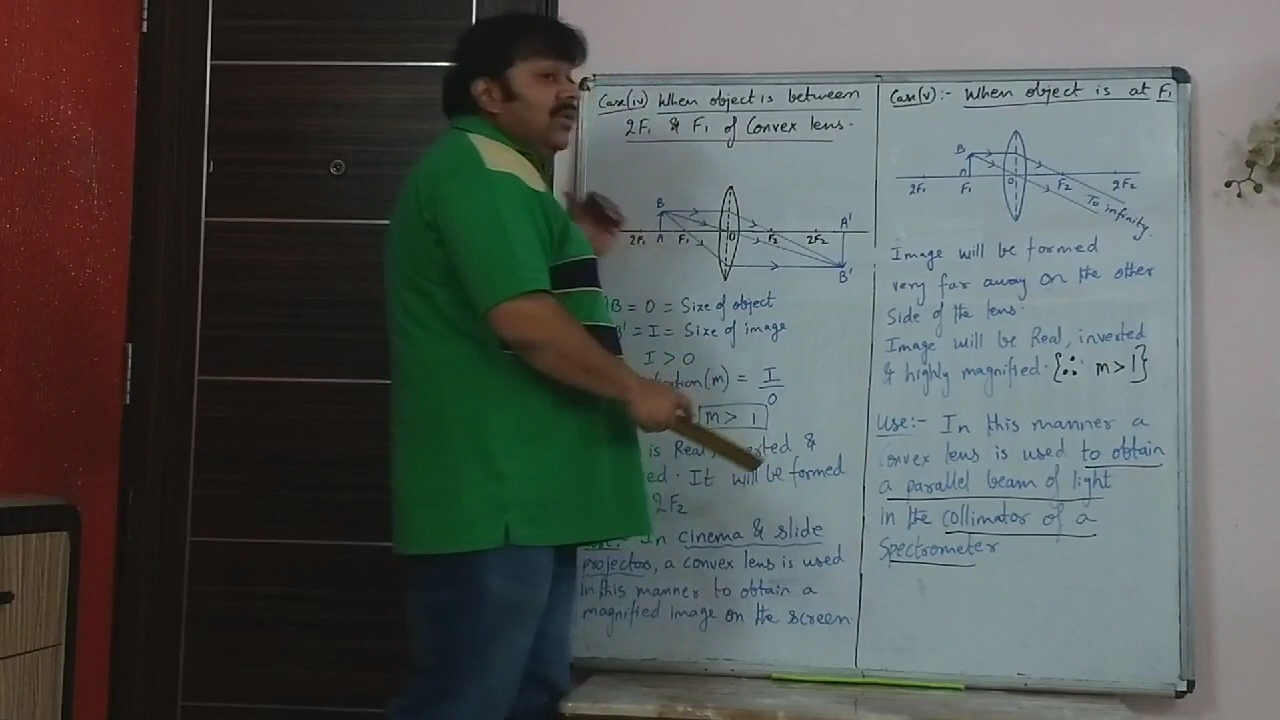 Case(iv) When object is between
2F₁ & F₁ of Convex lens.
B
A'
2F₁ A F₁ O F₂ 2F₂
B'
B = O = Size of object
B' = I = Size of image
I > O
(m) = I
O
m > 1
is Real, &
ed. It will be formed
2F₂
In cinema & slide
projectors, a convex lens is used
in this manner to obtain a
magnified image on the screen.
Case(v):- When object is at F₁
B
A O
2F₁ F₁ F₂ 2F₂
To infinity.
Image will be formed
very far away on the other
side of the lens.
Image will be Real, inverted
& highly magnified. {∴ m > 1}
Use:- In this manner a
convex lens is used to obtain
a parallel beam of light
in the collimator of a
Spectrometer